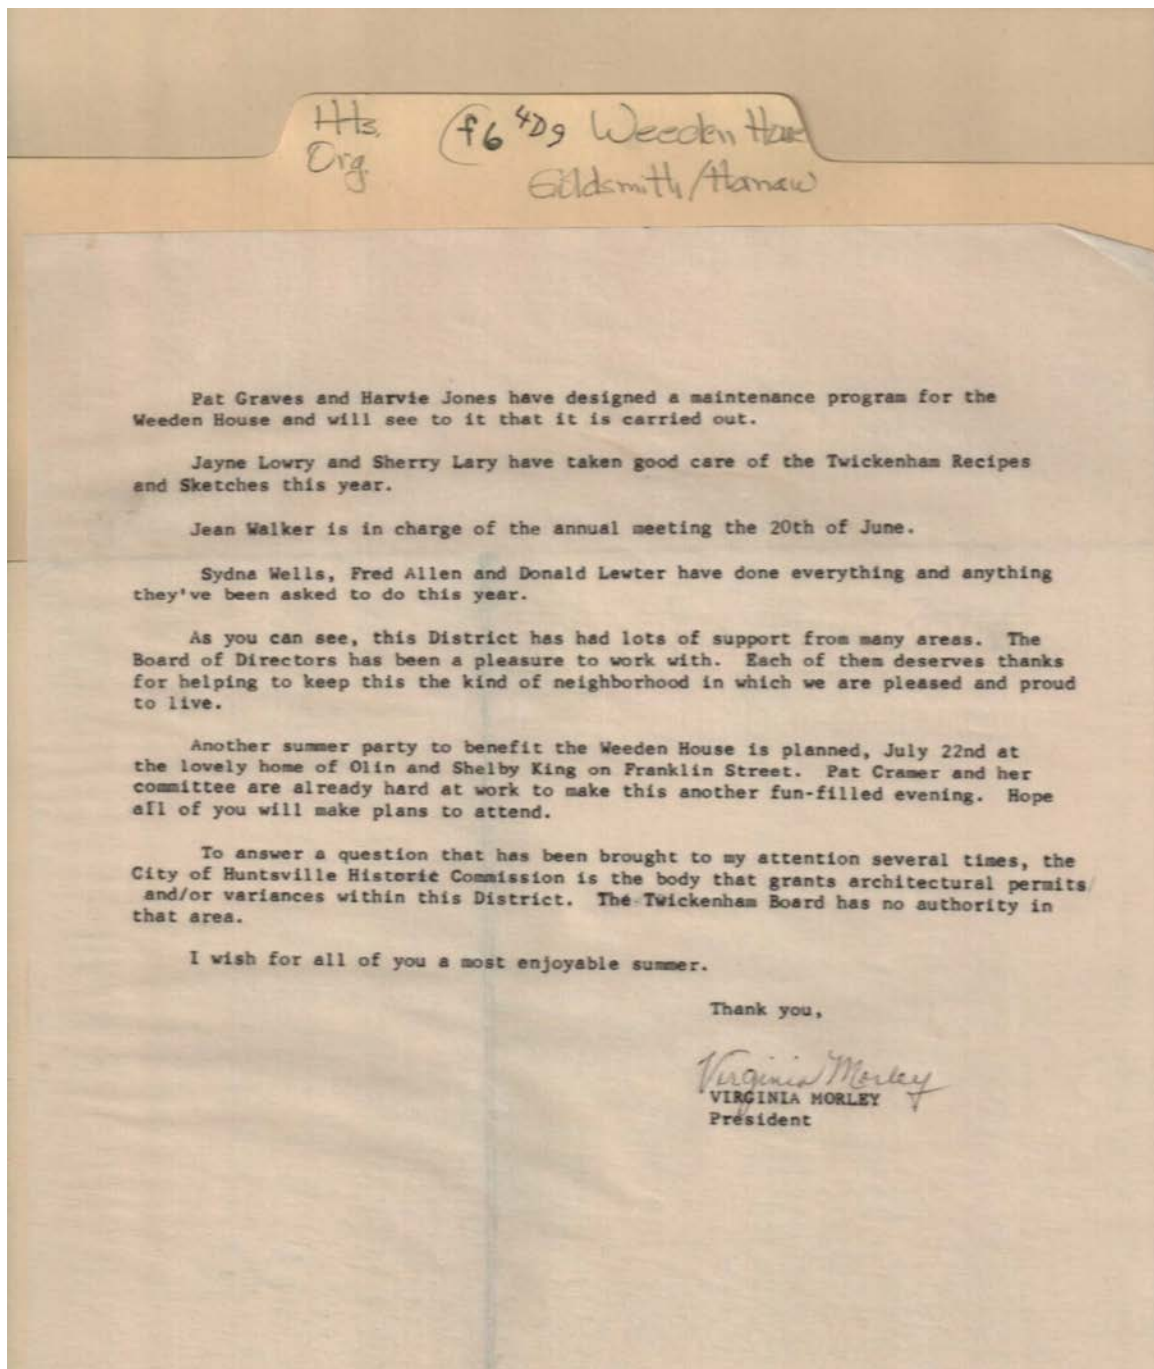 Hts. (f6 4Dg Weeden House
Org.
Goldsmith/Harnew
Pat Graves and Harvie Jones have designed a maintenance program for the
Weeden House and will see to it that it is carried out.
Jayne Lowry and Sherry Lary have taken good care of the Twickenham Recipes
and Sketches this year.
Jean Walker is in charge of the annual meeting the 20th of June.
Sydna Wells, Fred Allen and Donald Lewter have done everything and anything
they've been asked to do this year.
As you can see, this District has had lots of support from many areas. The
Board of Directors has been a pleasure to work with. Each of them deserves thanks
for helping to keep this the kind of neighborhood in which we are pleased and proud
to live.
Another summer party to benefit the Weeden House is planned, July 22nd at
the lovely home of Olin and Shelby King on Franklin Street. Pat Cramer and her
committee are already hard at work to make this another fun-filled evening. Hope
all of you will make plans to attend.
To answer a question that has been brought to my attention several times, the
City of Huntsville Historic Commission is the body that grants architectural permits
and/or variances within this District. The Twickenham Board has no authority in
that area.
I wish for all of you a most enjoyable summer.
Thank you,
Virginia Morley
VIRGINIA MORLEY
President